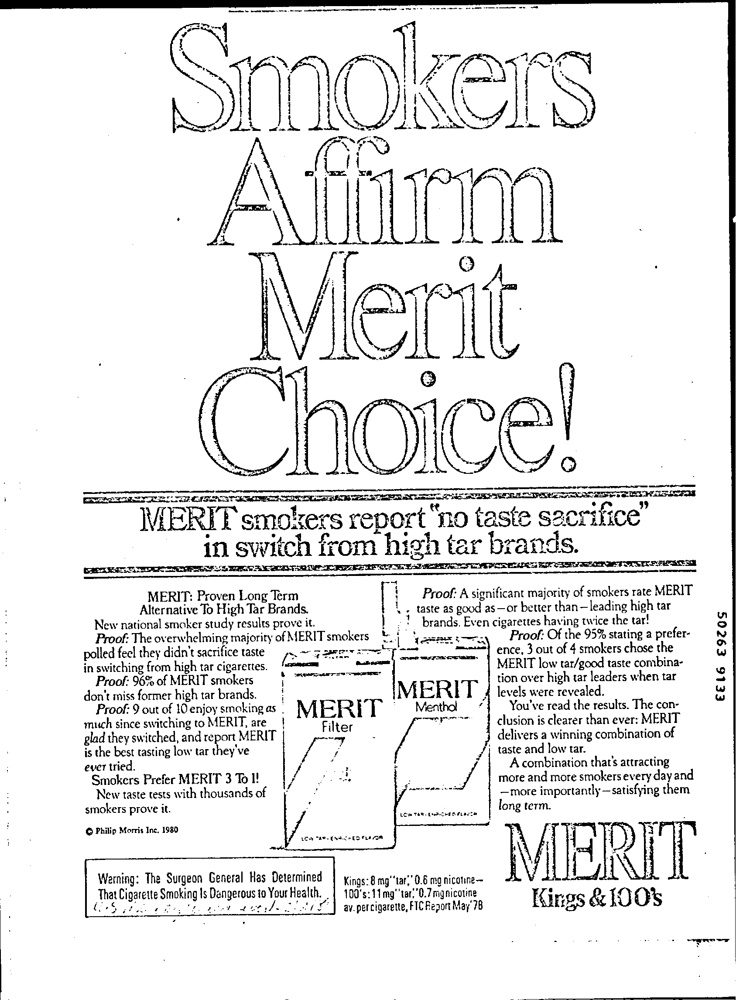 Smokers
Affirm
Merit
Choice!
MERIT smokers report "no taste sacrifice"
in switch from high tar brands.
MERIT: Proven Long Term
Alternative To High Tar Brands.
New national smoker study results prove it.
Proof: The overwhelming majority of MERIT smokers
polled feel they didn't sacrifice taste
in switching from high tar cigarettes.
Proof: 96% of MERIT smokers
don't miss former high tar brands.
Proof: 9 out of 10 enjoy smoking as
much since switching to MERIT, are
glad they switched, and report MERIT
is the best tasting low tar they've
ever tried.
Smokers Prefer MERIT 3 To 1!
New taste tests with thousands of
smokers prove it.
© Philip Morris Inc. 1980
MERIT
Filter
LOW TAR-ENRICHED FLAVOR
MERIT
Menthol
LOW TAR-ENRICHED FLAVOR
Proof: A significant majority of smokers rate MERIT
taste as good as—or better than—leading high tar
brands. Even cigarettes having twice the tar!
Proof: Of the 95% stating a prefer-
ence, 3 out of 4 smokers chose the
MERIT low tar/good taste combina-
tion over high tar leaders when tar
levels were revealed.
You've read the results. The con-
clusion is clearer than ever: MERIT
delivers a winning combination of
taste and low tar.
A combination that's attracting
more and more smokers every day and
—more importantly—satisfying them
long term.
50263 9133
Warning: The Surgeon General Has Determined
That Cigarette Smoking Is Dangerous to Your Health.
Kings: 8 mg "tar," 0.6 mg nicotine—
100's: 11 mg "tar," 0.7 mg nicotine
av. per cigarette, FTC Report May '78
MERIT
Kings & 100's